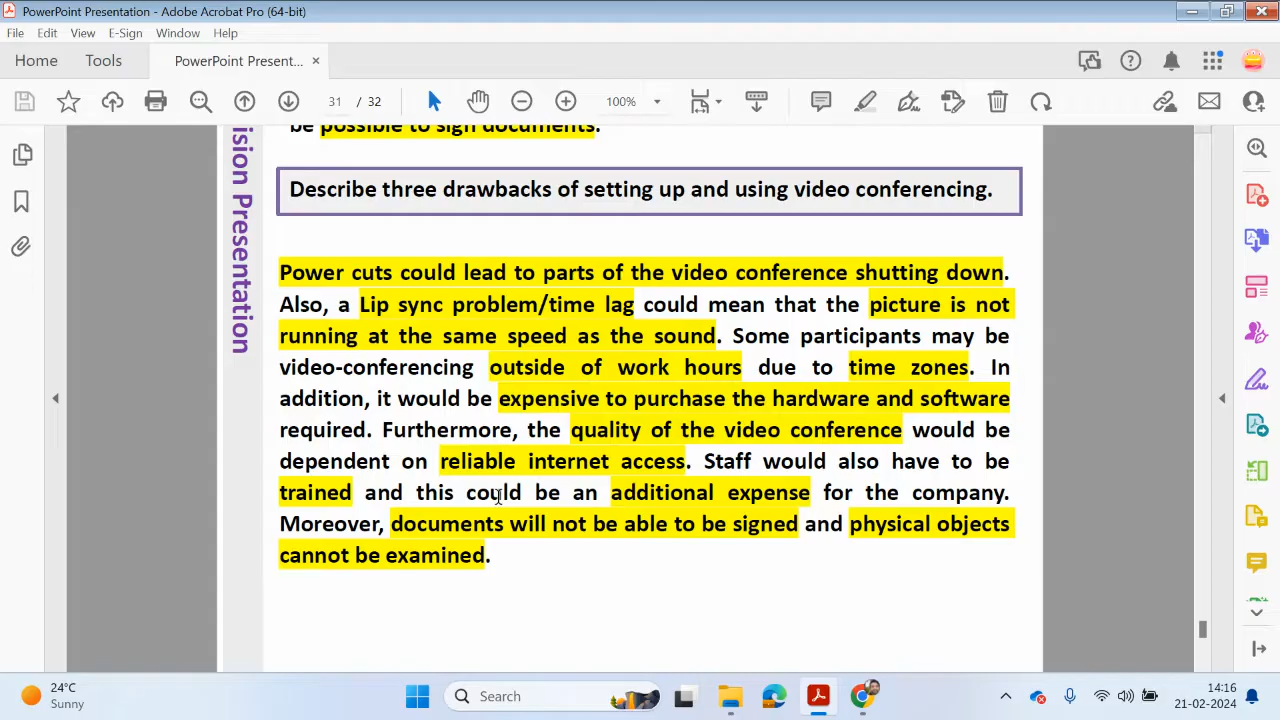 PowerPoint Presentation - Adobe Acrobat Pro (64-bit)
File Edit View E-Sign Window Help
Home Tools PowerPoint Present... ×
31 / 32 100%
be possible to sign documents.
Describe three drawbacks of setting up and using video conferencing.
Power cuts could lead to parts of the video conference shutting down.
Also, a Lip sync problem/time lag could mean that the picture is not
running at the same speed as the sound. Some participants may be
video-conferencing outside of work hours due to time zones. In
addition, it would be expensive to purchase the hardware and software
required. Furthermore, the quality of the video conference would be
dependent on reliable internet access. Staff would also have to be
trained and this could be an additional expense for the company.
Moreover, documents will not be able to be signed and physical objects
cannot be examined.
ision Presentation
24°C
Sunny
Search
14:16
21-02-2024